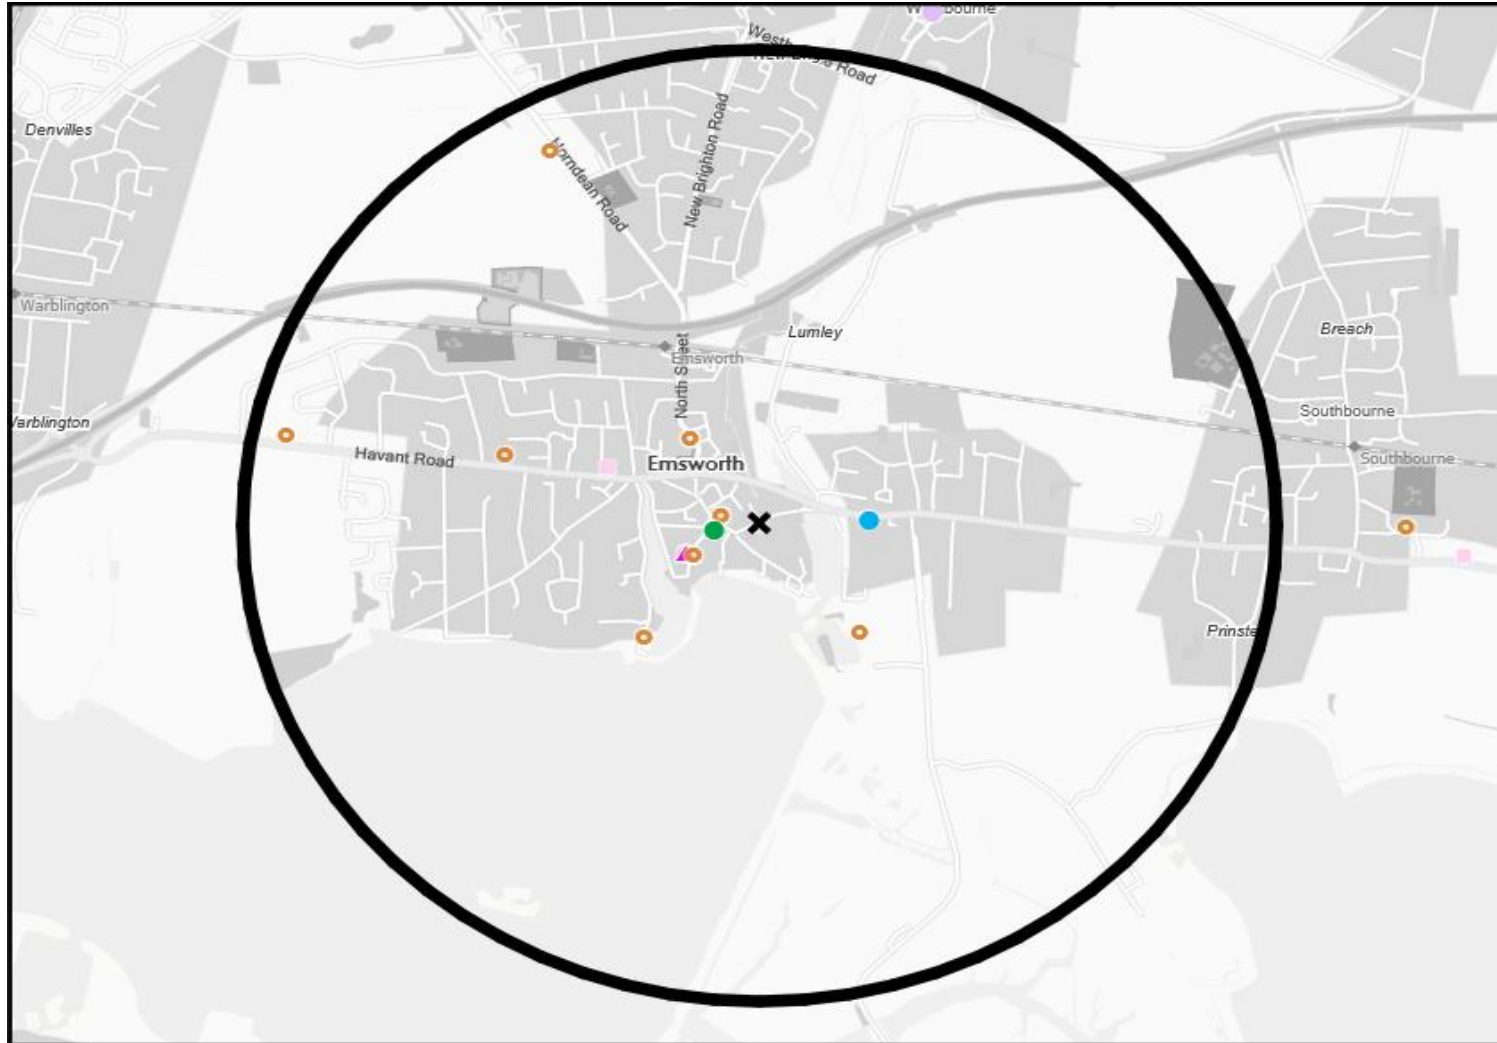 Westbourne
New Brighton Road
Denvilles
Horndean Road
Warblington
Lumley
Breach
Emsworth
North Street
Southbourne
Warblington
Havant Road
Emsworth
Southbourne